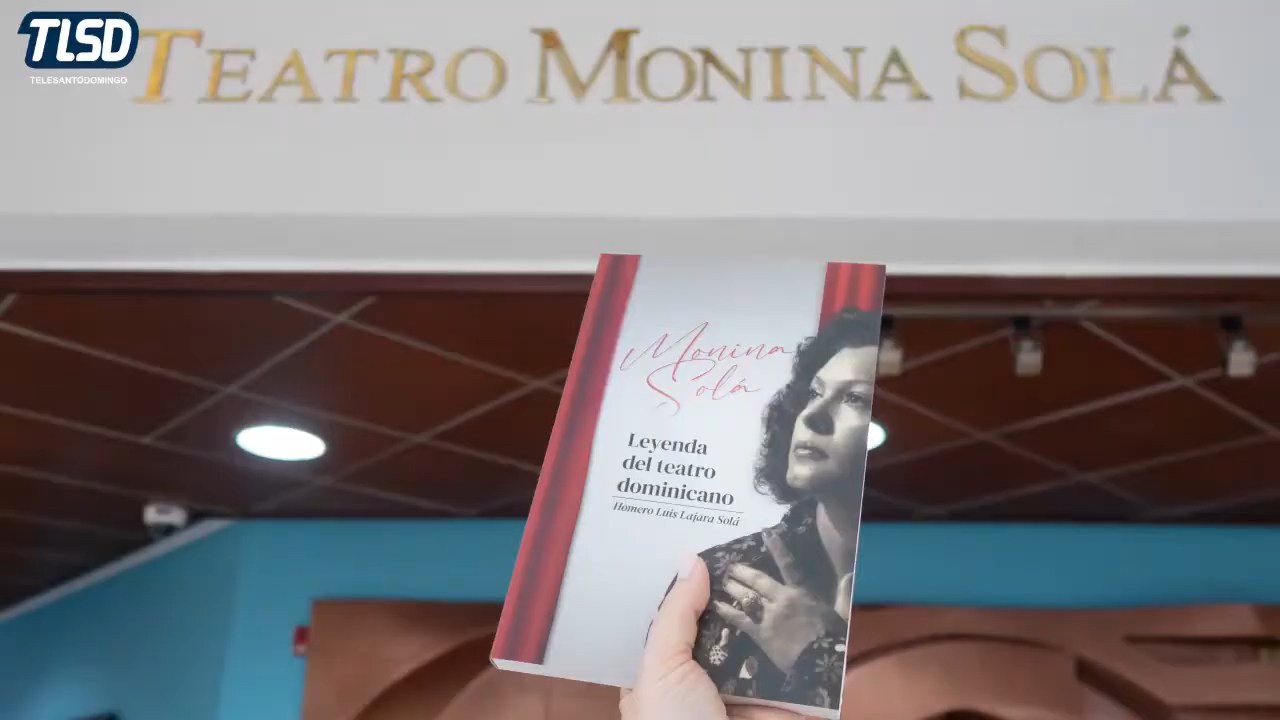 TLSD
TELESANTODOMINGO
TEATRO MONINA SOLÁ
Monina
Solá
Leyenda
del teatro
dominicano
Homero Luis Lajara Solá